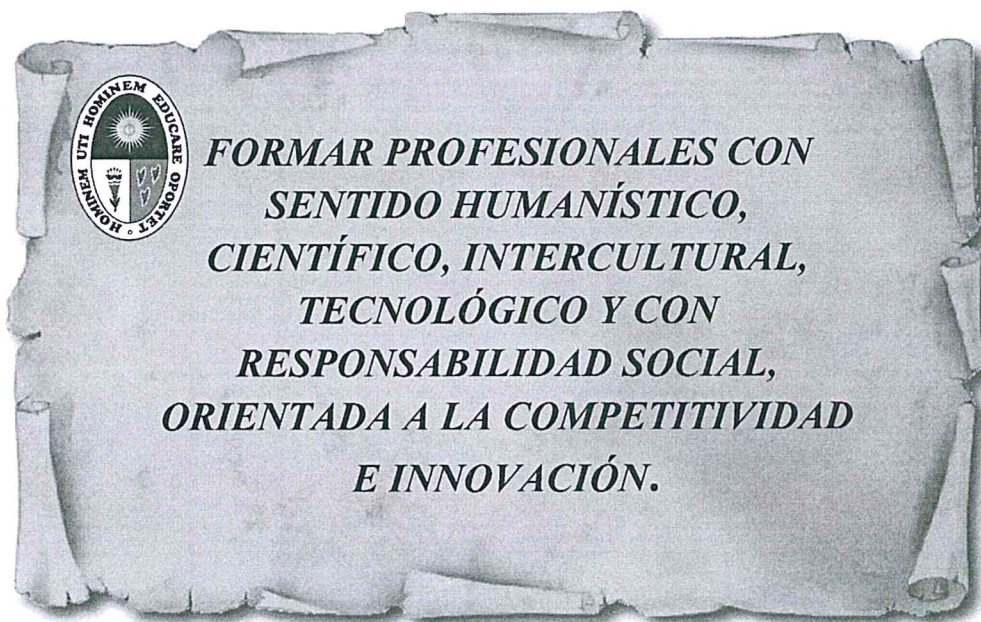 HOMINEM UTI HOMINEM EDUCARE OPORTET
FORMAR PROFESIONALES CON
SENTIDO HUMANÍSTICO,
CIENTÍFICO, INTERCULTURAL,
TECNOLÓGICO Y CON
RESPONSABILIDAD SOCIAL,
ORIENTADA A LA COMPETITIVIDAD
E INNOVACIÓN.